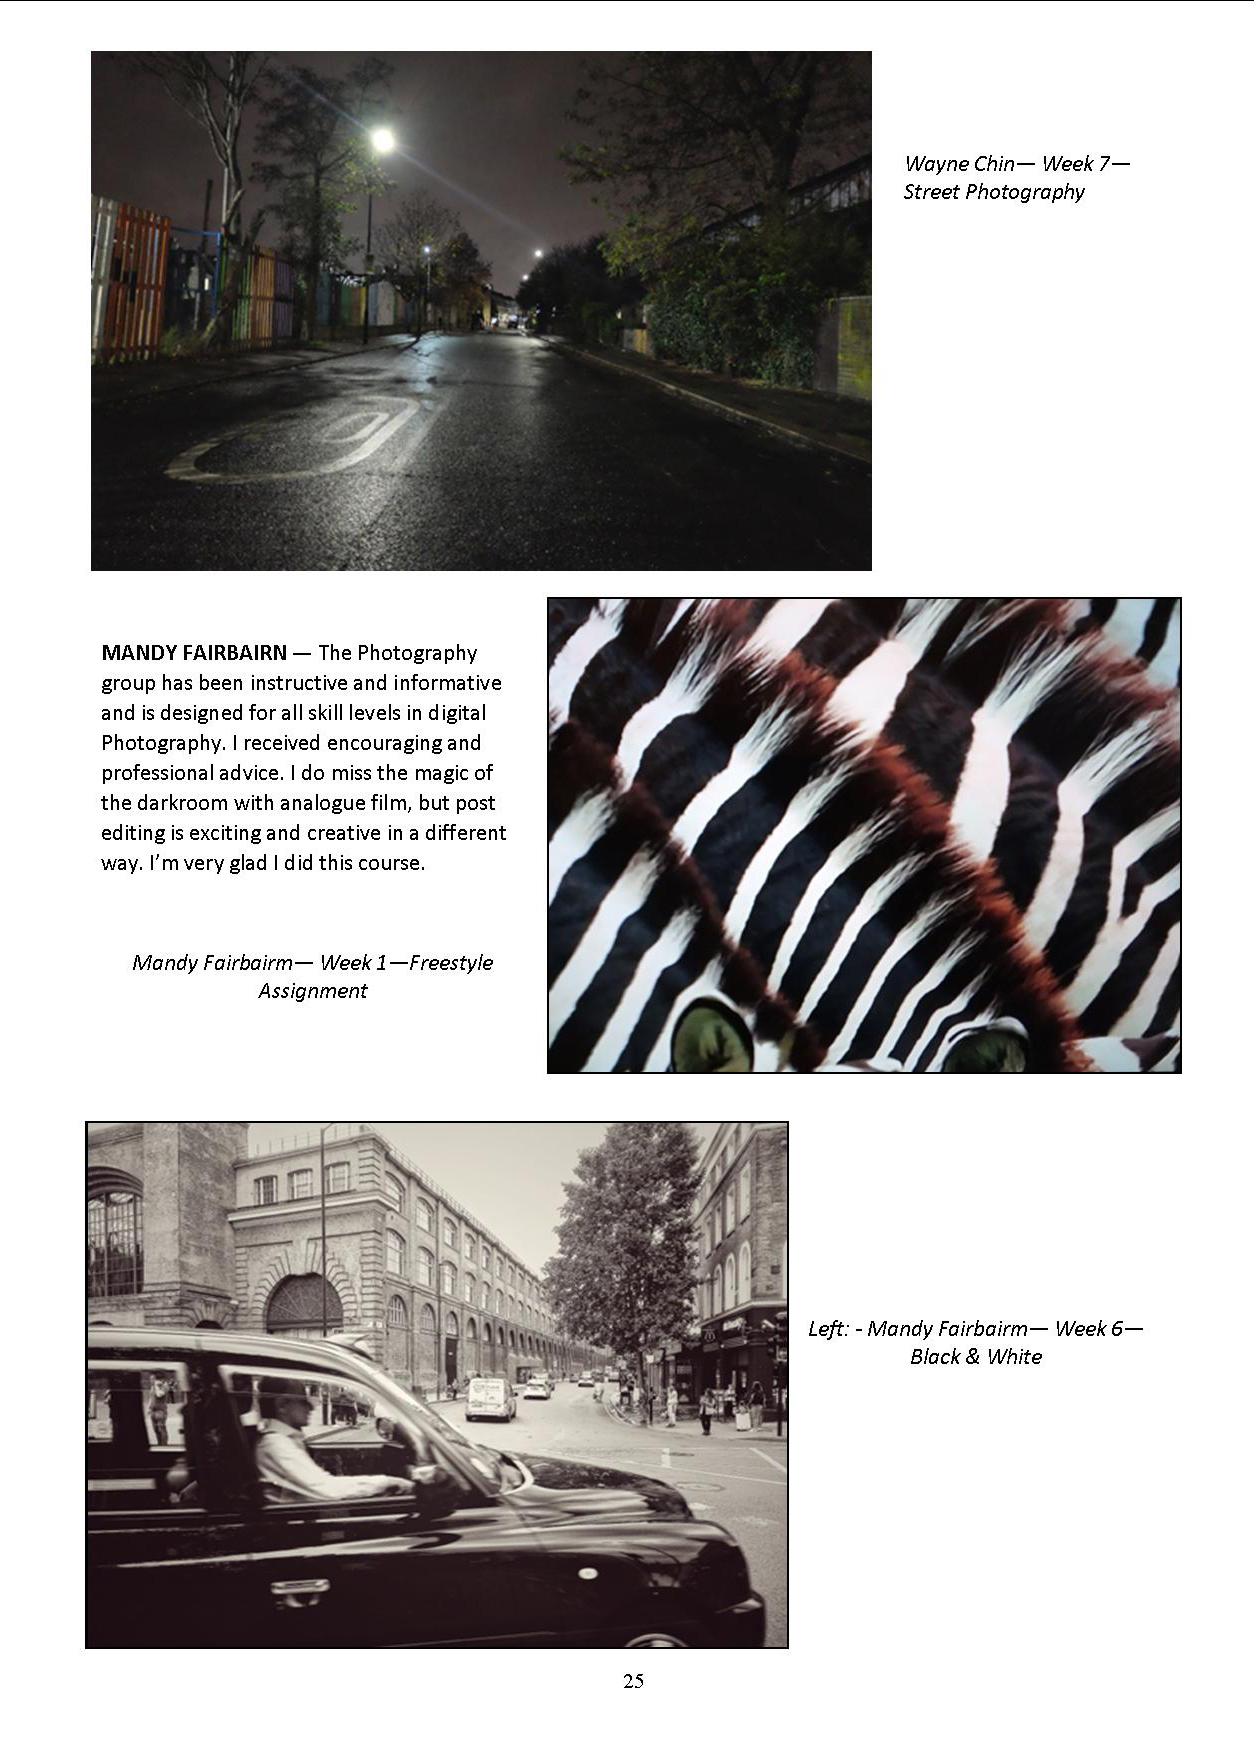 Wayne Chin— Week 7—
Street Photography
MANDY FAIRBAIRN — The Photography
group has been instructive and informative
and is designed for all skill levels in digital
Photography. I received encouraging and
professional advice. I do miss the magic of
the darkroom with analogue film, but post
editing is exciting and creative in a different
way. I’m very glad I did this course.
Mandy Fairbairm— Week 1—Freestyle
Assignment
Left: - Mandy Fairbairm— Week 6—
Black & White
25